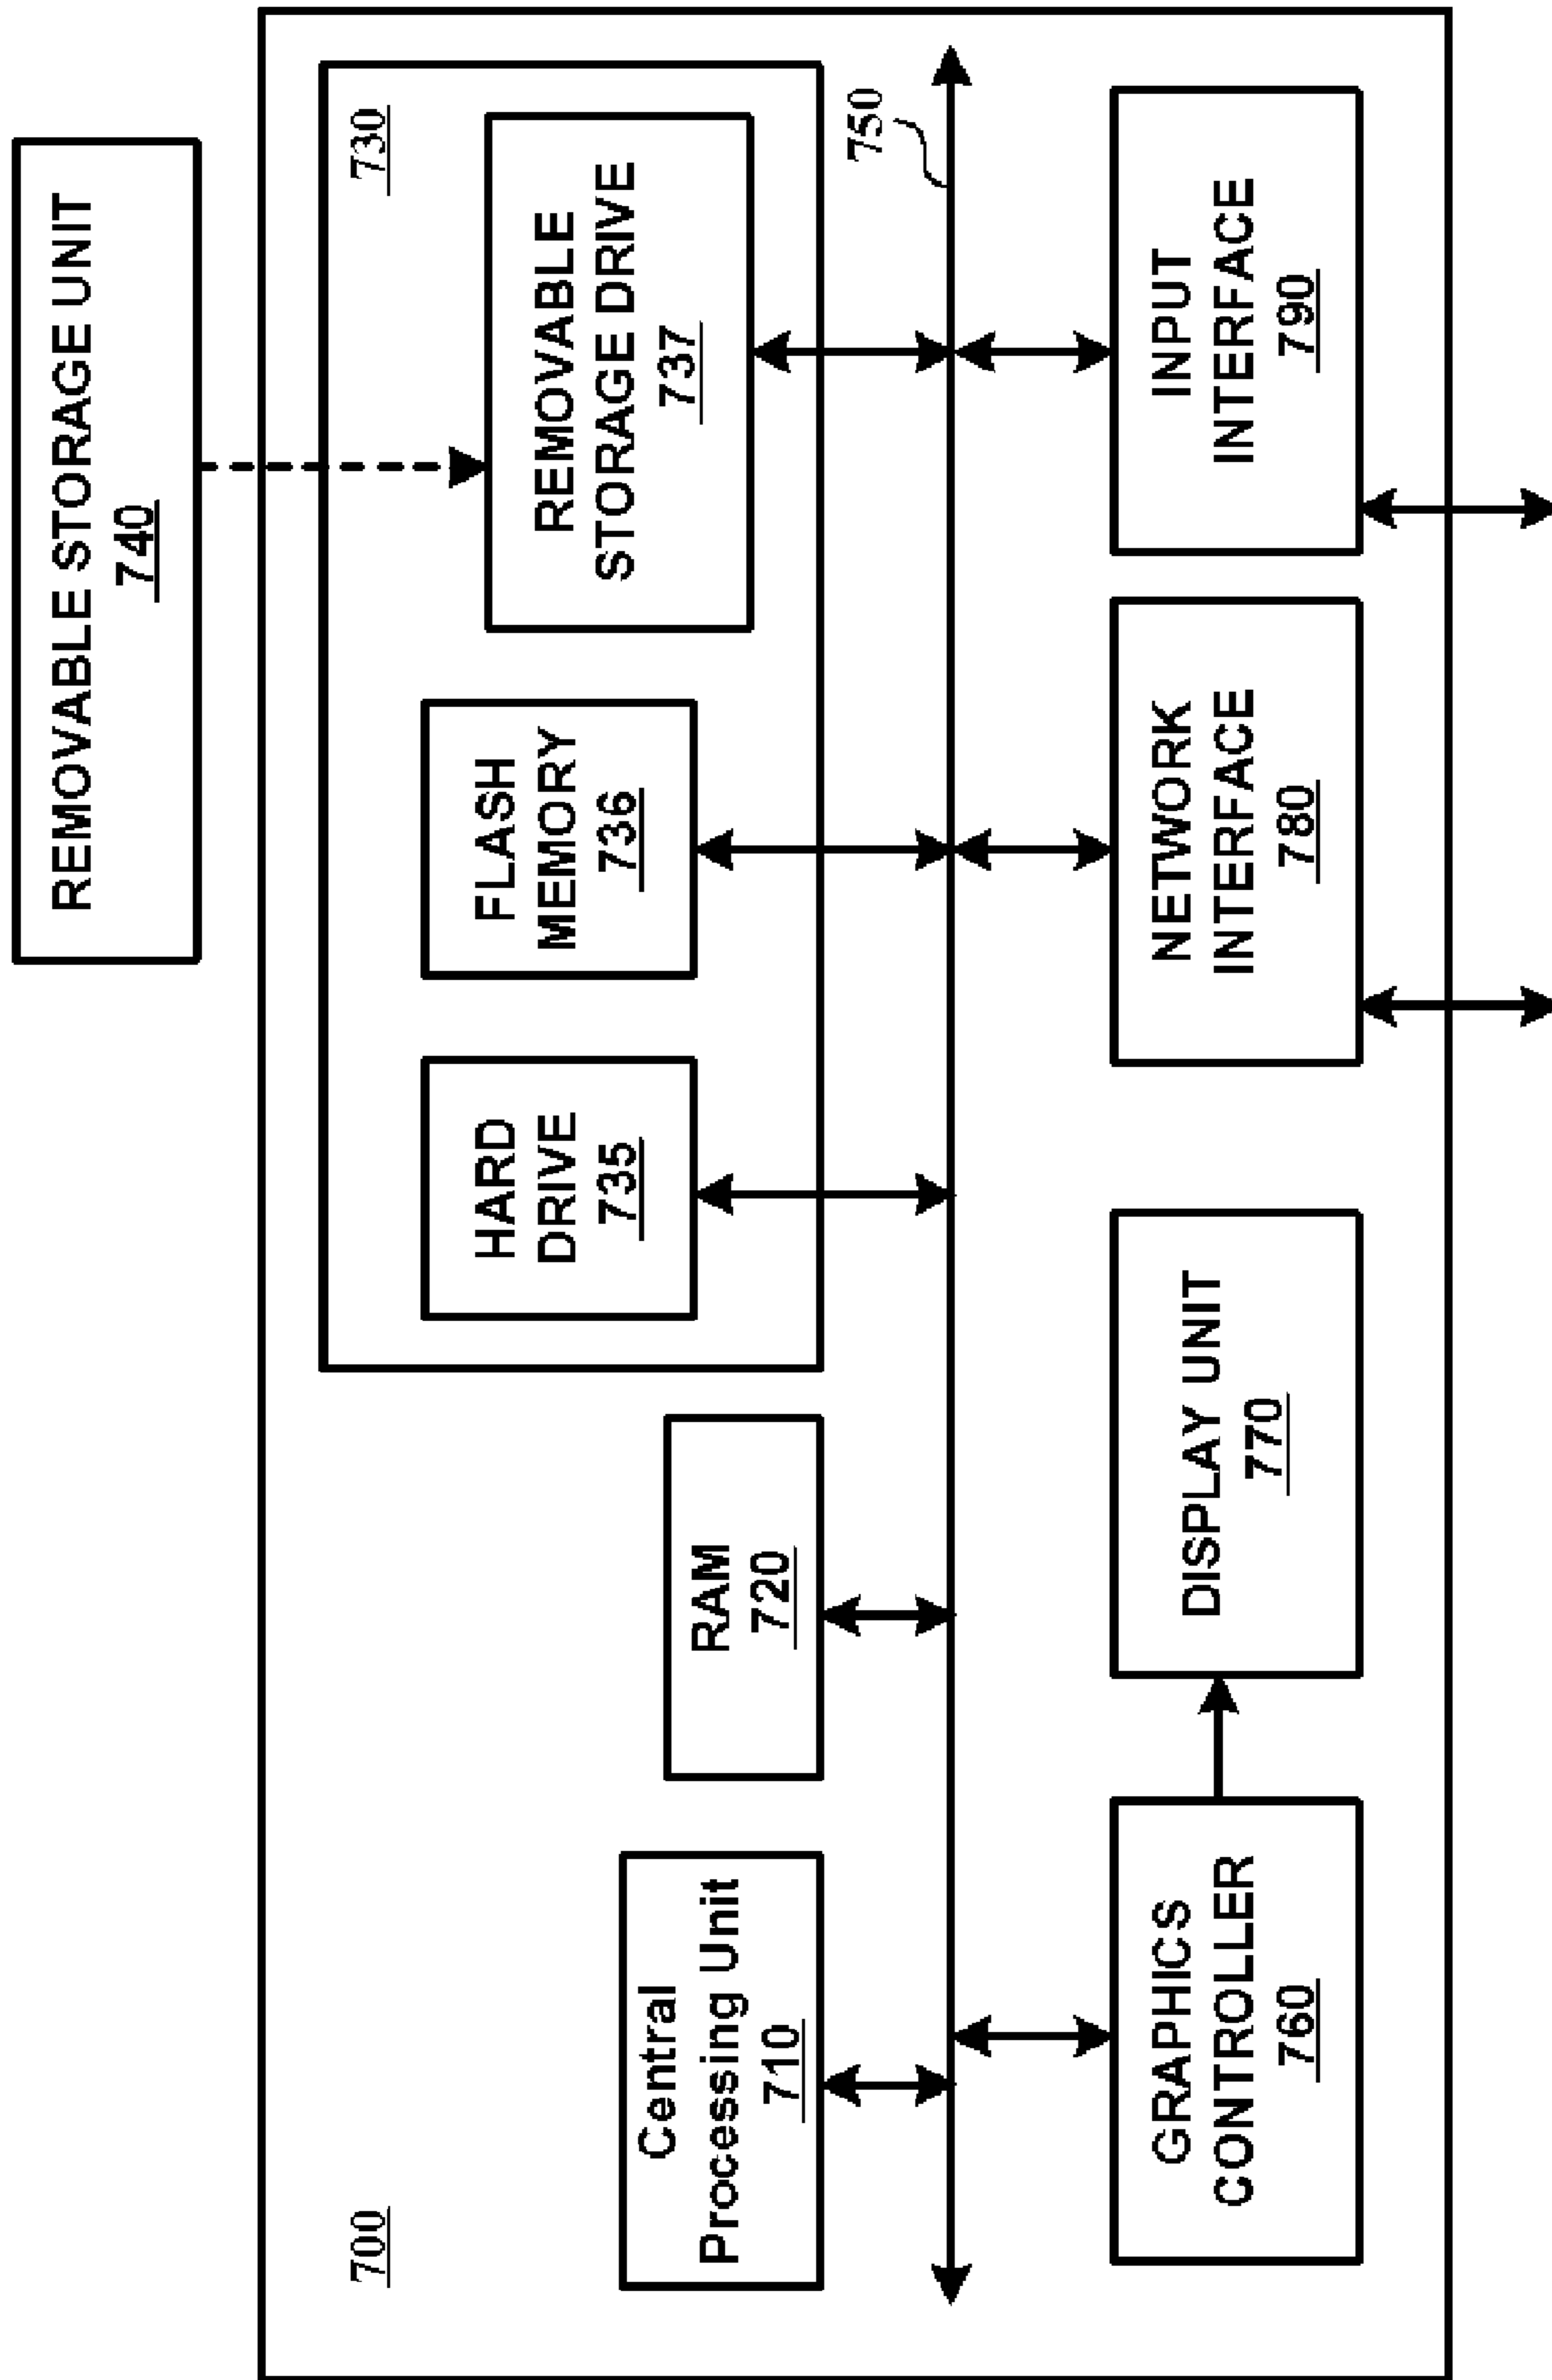 REMOVABLE STORAGE UNIT
740
700
730
Central
Processing Unit
710
RAM
720
HARD
DRIVE
735
FLASH
MEMORY
736
REMOVABLE
STORAGE DRIVE
737
750
GRAPHICS
CONTROLLER
760
DISPLAY UNIT
770
NETWORK
INTERFACE
780
INPUT
INTERFACE
790